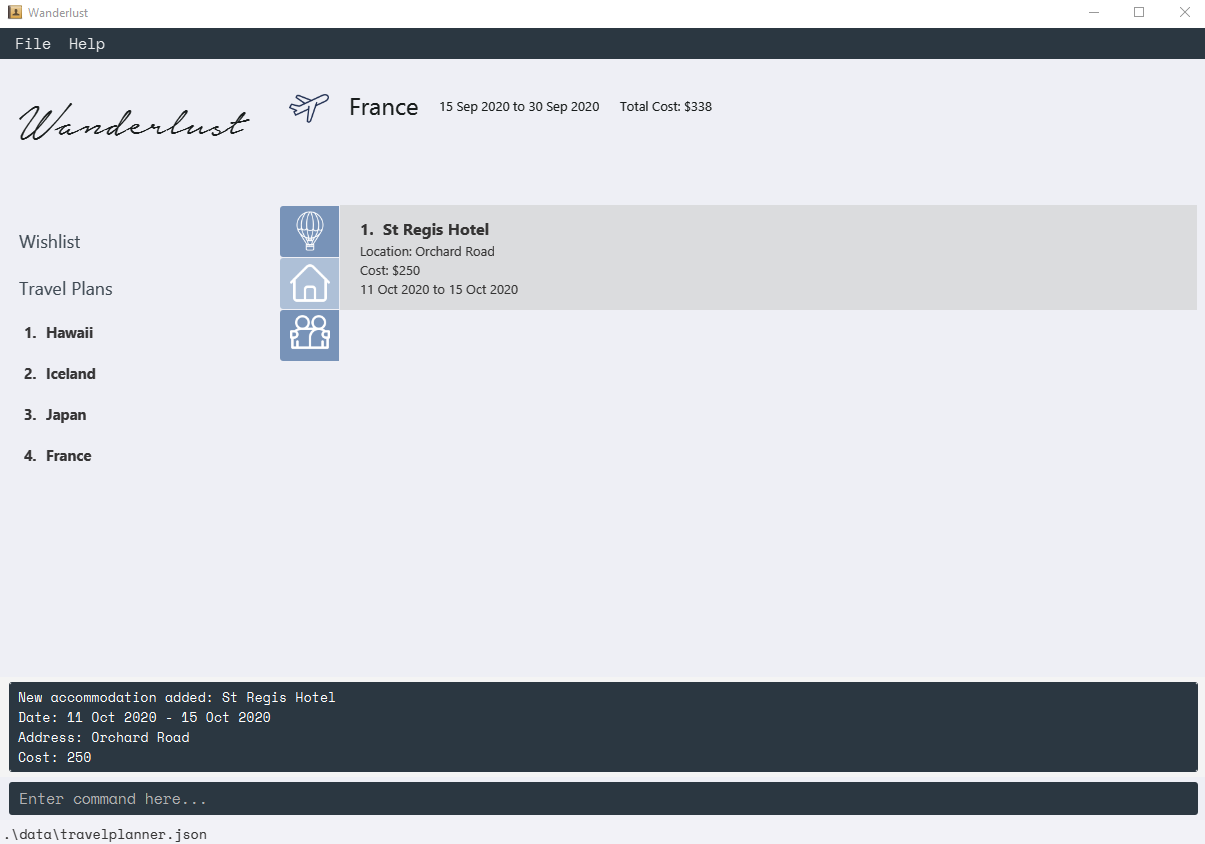 Wanderlust
File Help
Wanderlust
France 15 Sep 2020 to 30 Sep 2020 Total Cost: $338
Wishlist
Travel Plans
1. Hawaii
2. Iceland
3. Japan
4. France
1. St Regis Hotel
Location: Orchard Road
Cost: $250
11 Oct 2020 to 15 Oct 2020
New accommodation added: St Regis Hotel
Date: 11 Oct 2020 - 15 Oct 2020
Address: Orchard Road
Cost: 250
Enter command here...
.\data\travelplanner.json